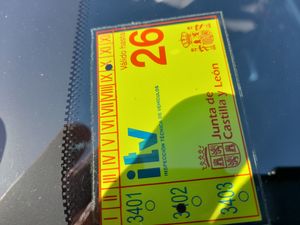 I II III IV V VI VII VIII IX X XI XII
Válido hasta
26
itv
INSPECCIÓN TÉCNICA DE VEHÍCULOS
Junta de
Castilla y León
3401
3402
3403